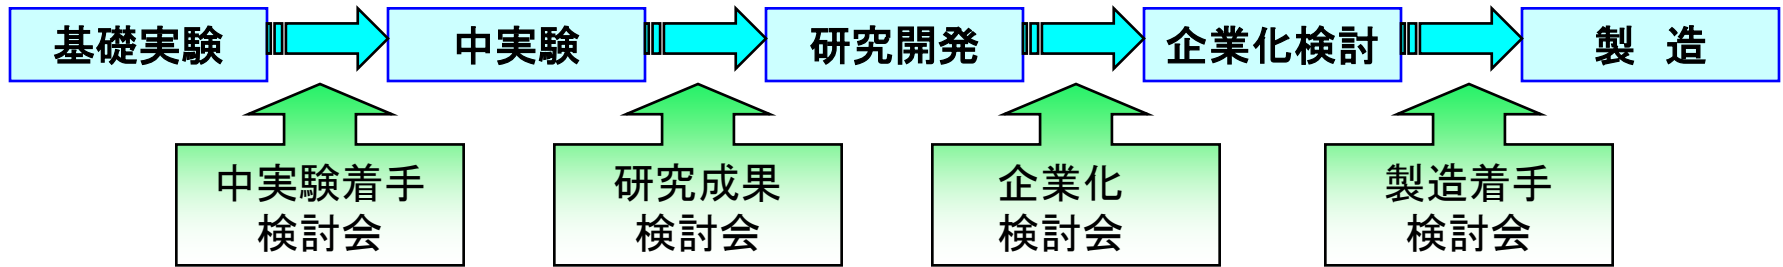 基礎実験
中実験
研究開発
企業化検討
製　造
中実験着手
検討会
研究成果
検討会
企業化
検討会
製造着手
検討会